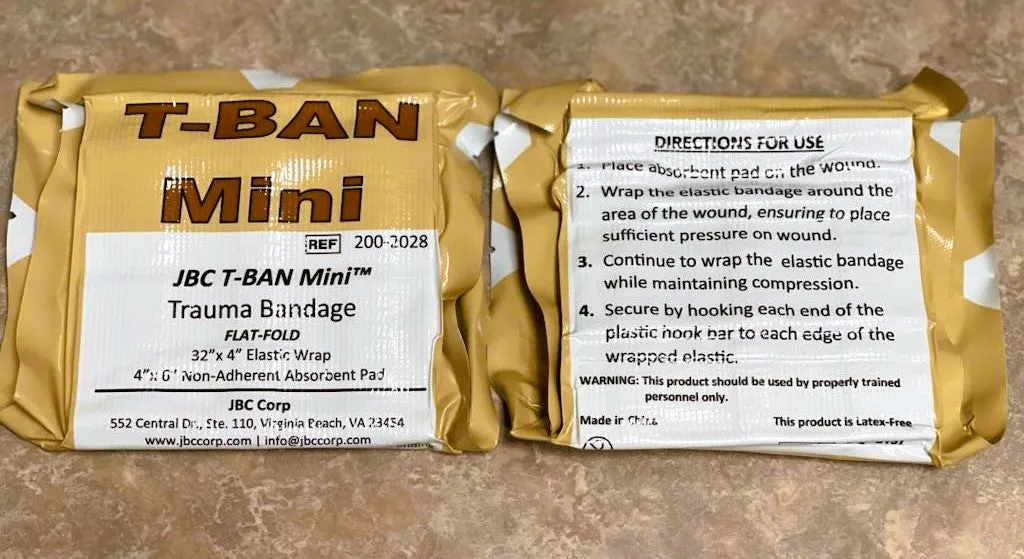 T-BAN
Mini
REF 200-2028
JBC T-BAN Mini™
Trauma Bandage
FLAT-FOLD
32"x 4" Elastic Wrap
4"x 6" Non-Adherent Absorbent Pad
JBC Corp
552 Central Dr., Ste. 110, Virginia Beach, VA 23454
www.jbccorp.com | info@jbccorp.com
DIRECTIONS FOR USE
1. Place absorbent pad on the wound.
2. Wrap the elastic bandage around the
area of the wound, ensuring to place
sufficient pressure on wound.
3. Continue to wrap the elastic bandage
while maintaining compression.
4. Secure by hooking each end of the
plastic hook bar to each edge of the
wrapped elastic.
WARNING: This product should be used by properly trained
personnel only.
Made in China
This product is Latex-Free